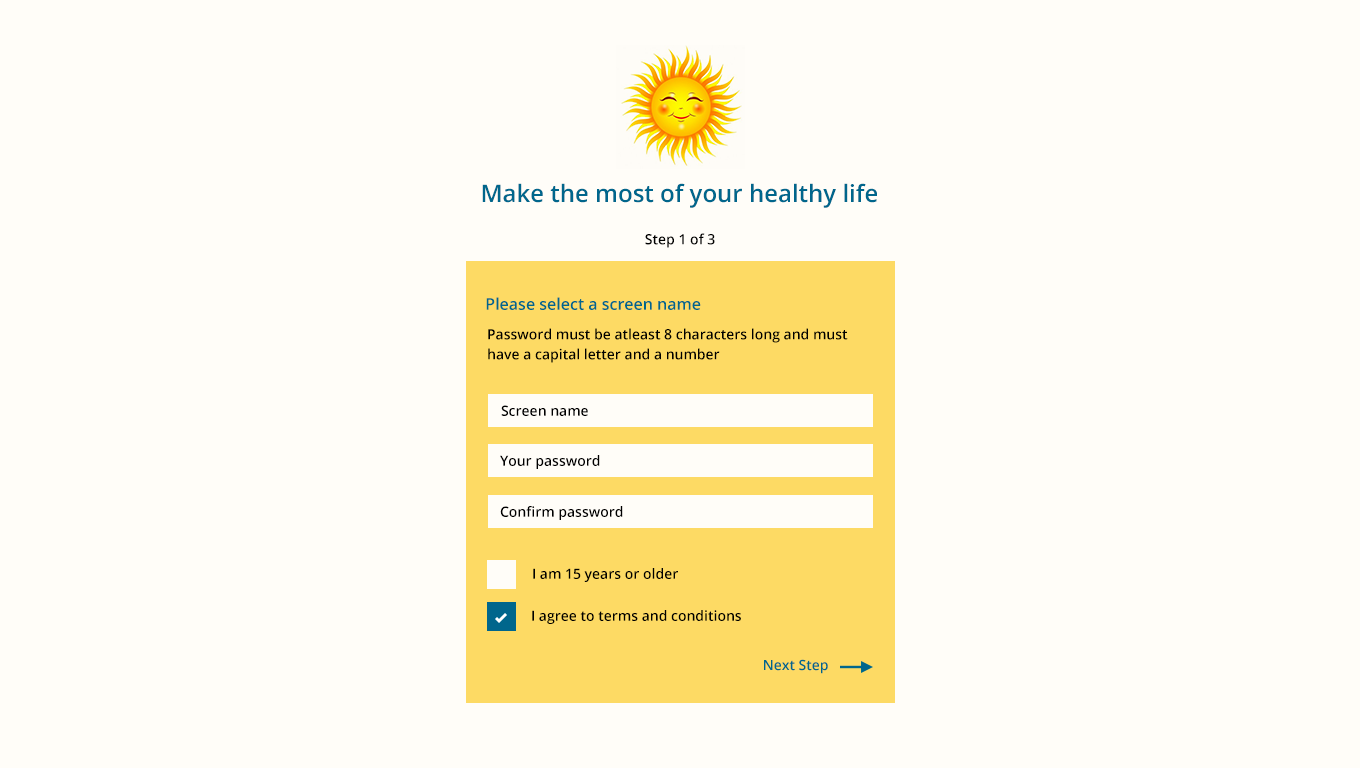 Make the most of your healthy life
Step 1 of 3
Please select a screen name
Password must be atleast 8 characters long and must
have a capital letter and a number
Screen name
Your password
Confirm password
I am 15 years or older
I agree to terms and conditions
Next Step